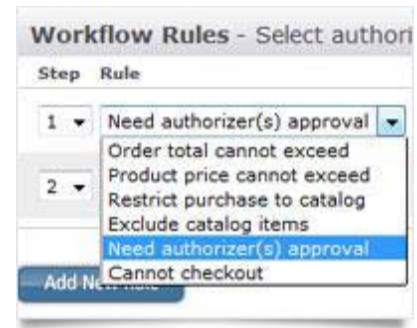 Workflow Rules - Select authori
Step Rule
1 Need authorizer(s) approval
Order total cannot exceed
Product price cannot exceed
2 Restrict purchase to catalog
Exclude catalog items
Need authorizer(s) approval
Cannot checkout
Add New Rule